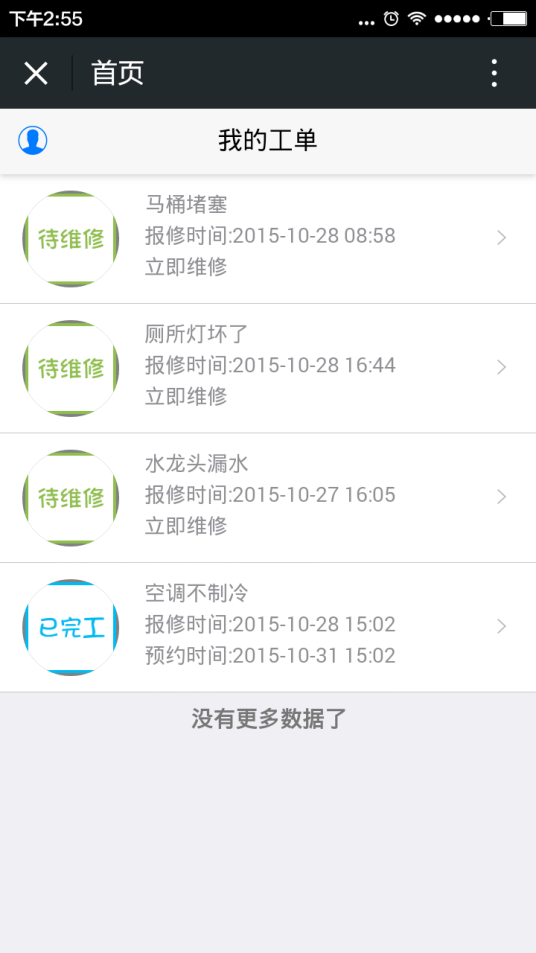 下午2:55
首页
我的工单
待维修
马桶堵塞
报修时间:2015-10-28 08:58
立即维修
待维修
厕所灯坏了
报修时间:2015-10-28 16:44
立即维修
待维修
水龙头漏水
报修时间:2015-10-27 16:05
立即维修
已完工
空调不制冷
报修时间:2015-10-28 15:02
预约时间:2015-10-31 15:02
没有更多数据了